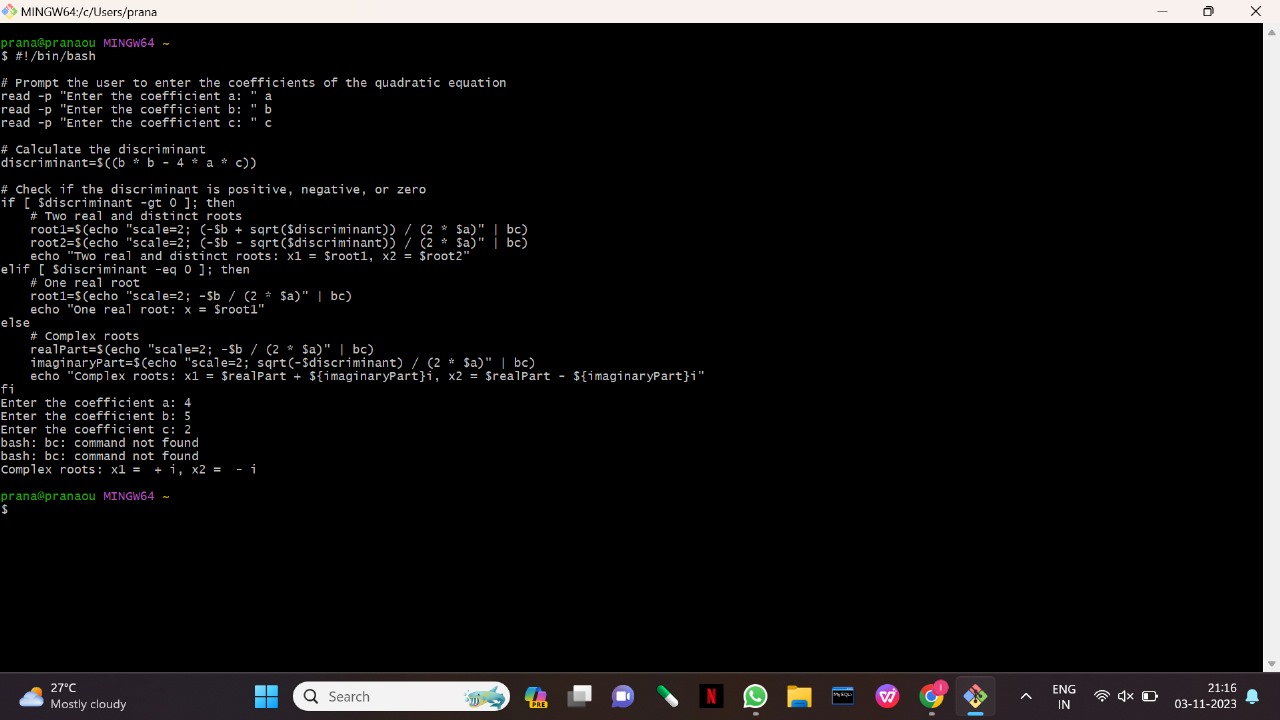 MINGW64:/c/Users/prana
prana@pranaou MINGW64 ~
$ #!/bin/bash
# Prompt the user to enter the coefficients of the quadratic equation
read -p "Enter the coefficient a: " a
read -p "Enter the coefficient b: " b
read -p "Enter the coefficient c: " c
# Calculate the discriminant
discriminant=$((b * b - 4 * a * c))
# Check if the discriminant is positive, negative, or zero
if [ $discriminant -gt 0 ]; then
    # Two real and distinct roots
    root1=$(echo "scale=2; (-$b + sqrt($discriminant)) / (2 * $a)" | bc)
    root2=$(echo "scale=2; (-$b - sqrt($discriminant)) / (2 * $a)" | bc)
    echo "Two real and distinct roots: x1 = $root1, x2 = $root2"
elif [ $discriminant -eq 0 ]; then
    # One real root
    root1=$(echo "scale=2; -$b / (2 * $a)" | bc)
    echo "One real root: x = $root1"
else
    # Complex roots
    realPart=$(echo "scale=2; -$b / (2 * $a)" | bc)
    imaginaryPart=$(echo "scale=2; sqrt(-$discriminant) / (2 * $a)" | bc)
    echo "Complex roots: x1 = $realPart + ${imaginaryPart}i, x2 = $realPart - ${imaginaryPart}i"
fi
Enter the coefficient a: 4
Enter the coefficient b: 5
Enter the coefficient c: 2
bash: bc: command not found
bash: bc: command not found
Complex roots: x1 =  + i, x2 =  - i
prana@pranaou MINGW64 ~
$
27°C
Mostly cloudy
Search
PRE
N
1
ENG
IN
21:16
03-11-2023